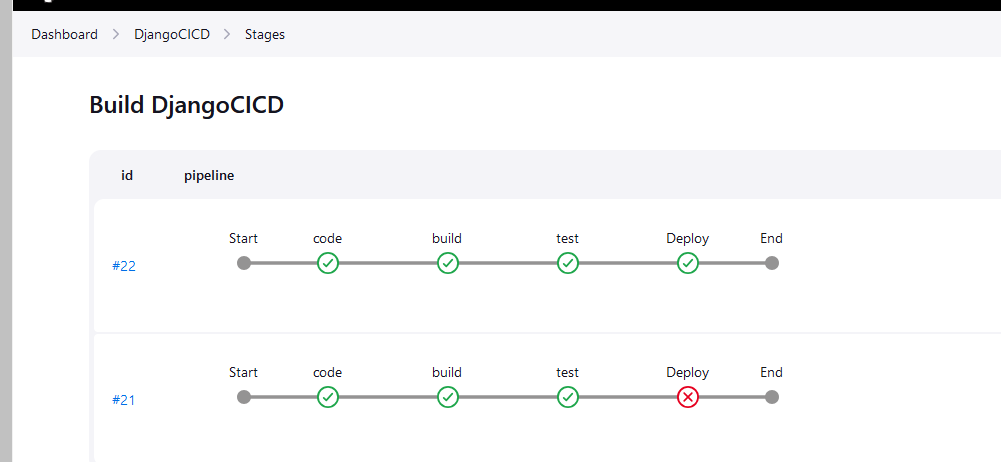 Dashboard > DjangoCICD > Stages
Build DjangoCICD
id pipeline
Start code build test Deploy End
#22
Start code build test Deploy End
#21